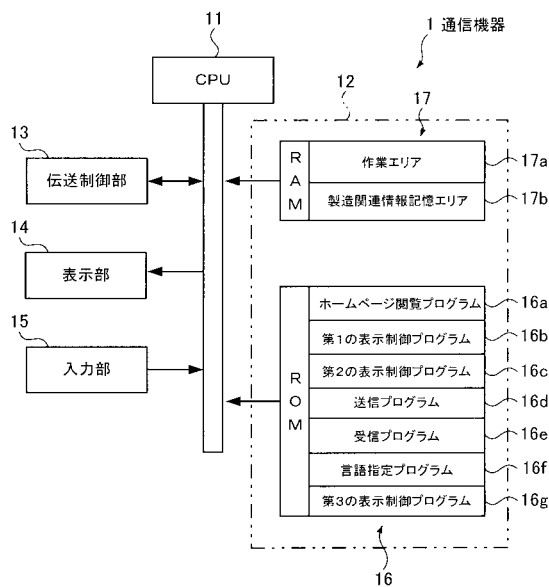 11
1 通信機器
CPU
12
17
13
伝送制御部
RAM
作業エリア
17a
製造関連情報記憶エリア
17b
14
表示部
15
入力部
ROM
ホームページ閲覧プログラム
16a
第1の表示制御プログラム
16b
第2の表示制御プログラム
16c
送信プログラム
16d
受信プログラム
16e
言語指定プログラム
16f
第3の表示制御プログラム
16g
16